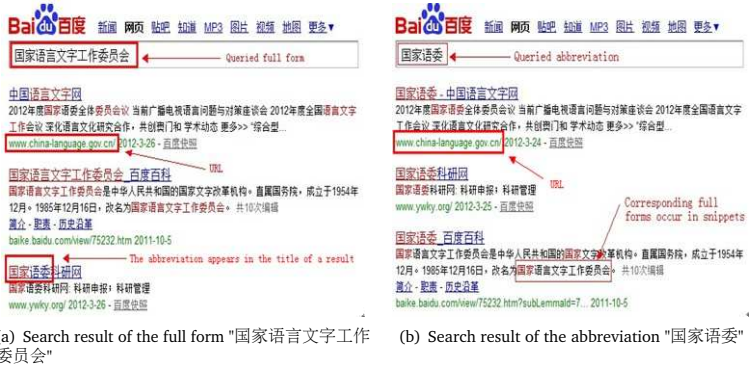 Bai du 百度 新闻 网页 贴吧 知道 MP3 图片 视频 地图 更多▼
国家语言文字工作委员会
Queried full form
中国语言文字网
2012年度国家语委全体委员会议 当前广播电视语言问题与对策座谈会 2012年度全国语言文字
工作会议 深化语言文化研究合作，共创澳门和 学术动态 更多>> "综合型...
www.china-language.gov.cn/ 2012-3-26 - 百度快照
URL
国家语言文字工作委员会_百度百科
国家语言文字工作委员会是中华人民共和国的国家文字改革机构。直属国务院，成立于1954年
12月。1985年12月16日，改名为国家语言文字工作委员会。 共10次编辑
简介 - 职责 - 历史沿革
baike.baidu.com/view/75232.htm 2011-10-5
The abbreviation appears in the title of a result
国家语委科研网
国家语委科研网: 科研申报: 科研管理
www.ywky.org/ 2012-3-26 - 百度快照
(a) Search result of the full form "国家语言文字工作
委员会"
Bai du 百度 新闻 网页 贴吧 知道 MP3 图片 视频 地图 更多▼
国家语委
Queried abbreviation
国家语委 - 中国语言文字网
2012年度国家语委全体委员会议 当前广播电视语言问题与对策座谈会 2012年度全国语言文字
工作会议 深化语言文化研究合作，共创澳门和 学术动态 更多>> "综合型...
www.china-language.gov.cn/ 2012-3-24 - 百度快照
URL
国家语委科研网
国家语委科研网: 科研申报: 科研管理
www.ywky.org/ 2012-3-25 - 百度快照
Corresponding full
forms occur in snippets
国家语委_百度百科
国家语言文字工作委员会是中华人民共和国的国家文字改革机构。直属国务院，成立于1954年
12月。1985年12月16日，改名为国家语言文字工作委员会。 共10次编辑
简介 - 职责 - 历史沿革
baike.baidu.com/view/75232.htm?subLemmaId=7... 2011-10-5
(b) Search result of the abbreviation "国家语委"